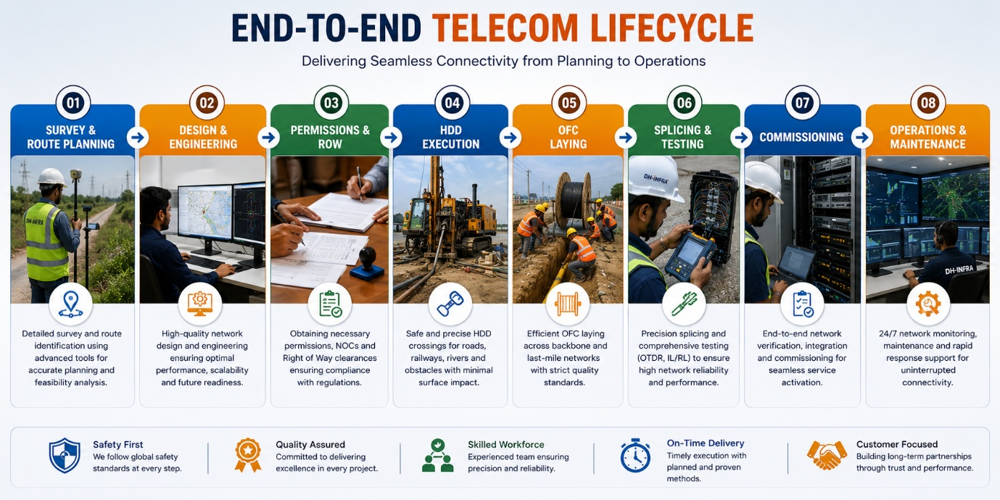 END-TO-END TELECOM LIFECYCLE
Delivering Seamless Connectivity from Planning to Operations
01
SURVEY &
ROUTE PLANNING
DH-INFRA
Detailed survey and route
identification using
advanced tools for
accurate planning and
feasibility analysis.
02
DESIGN &
ENGINEERING
High-quality network
design and engineering
ensuring optimal
performance, scalability
and future readiness.
03
PERMISSIONS &
ROW
Obtaining necessary
permissions, NOCs and
Right of Way clearances
ensuring compliance
with regulations.
04
HDD
EXECUTION
Safe and precise HDD
crossings for roads,
railways, rivers and
obstacles with minimal
surface impact.
05
OFC
LAYING
Efficient OFC laying
across backbone and
last-mile networks
with strict quality
standards.
06
SPLICING &
TESTING
DH-INFRA
Precision splicing and
comprehensive testing
(OTDR, IL/RL) to ensure
high network reliability
and performance.
07
COMMISSIONING
End-to-end network
verification, integration
and commissioning for
seamless service
activation.
08
OPERATIONS &
MAINTENANCE
DH-INFRA
24/7 network monitoring,
maintenance and rapid
response support for
uninterrupted
connectivity.
Safety First
We follow global safety
standards at every step.
Quality Assured
Committed to delivering
excellence in every project.
Skilled Workforce
Experienced team ensuring
precision and reliability.
On-Time Delivery
Timely execution with
planned and proven
methods.
Customer Focused
Building long-term partnerships
through trust and performance.